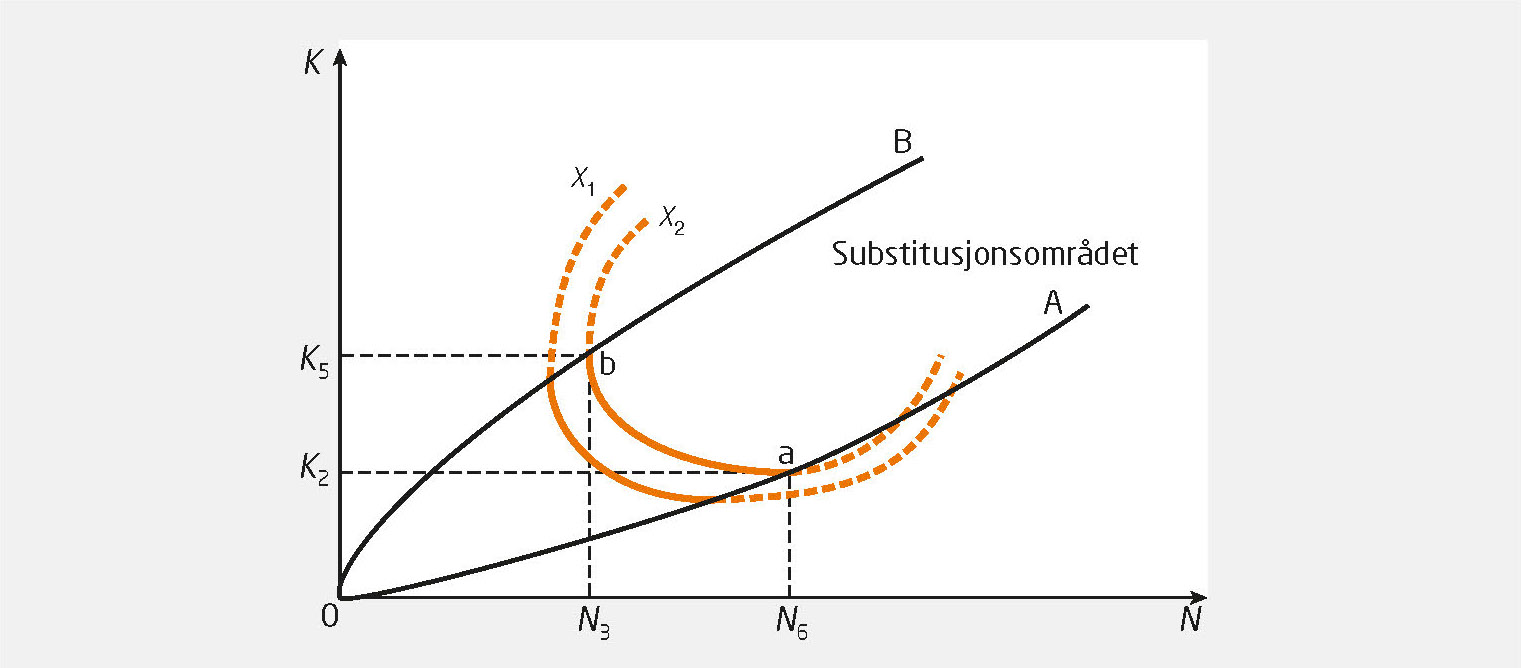 K
B
X1
X2
Substitusjonsområdet
A
K5
b
a
K2
0
N3
N6
N